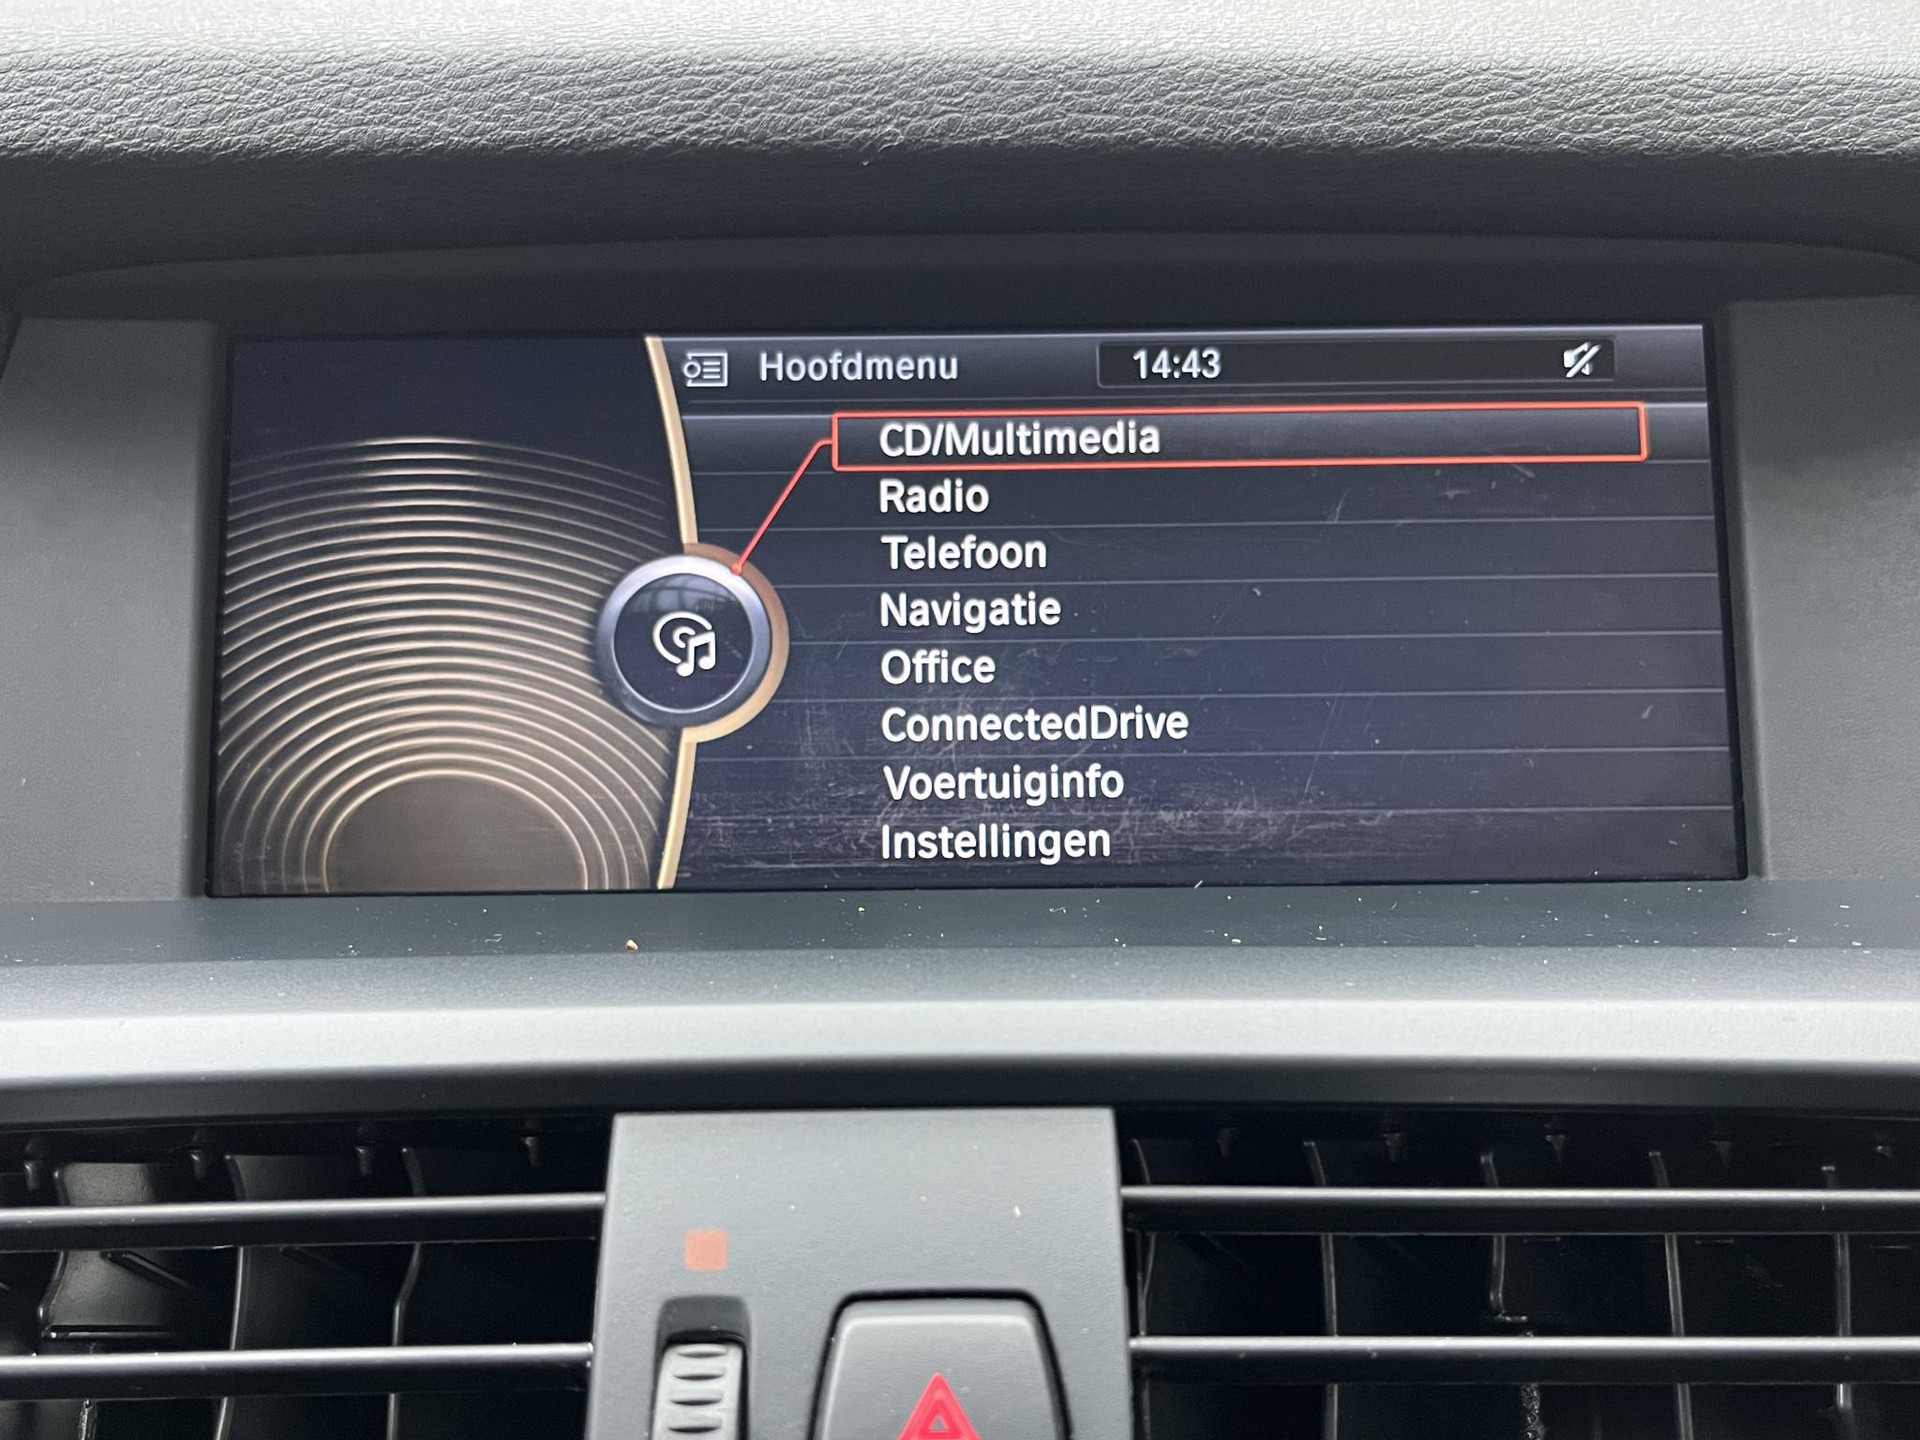 Hoofdmenu 14:43
CD/Multimedia
Radio
Telefoon
Navigatie
Office
ConnectedDrive
Voertuiginfo
Instellingen